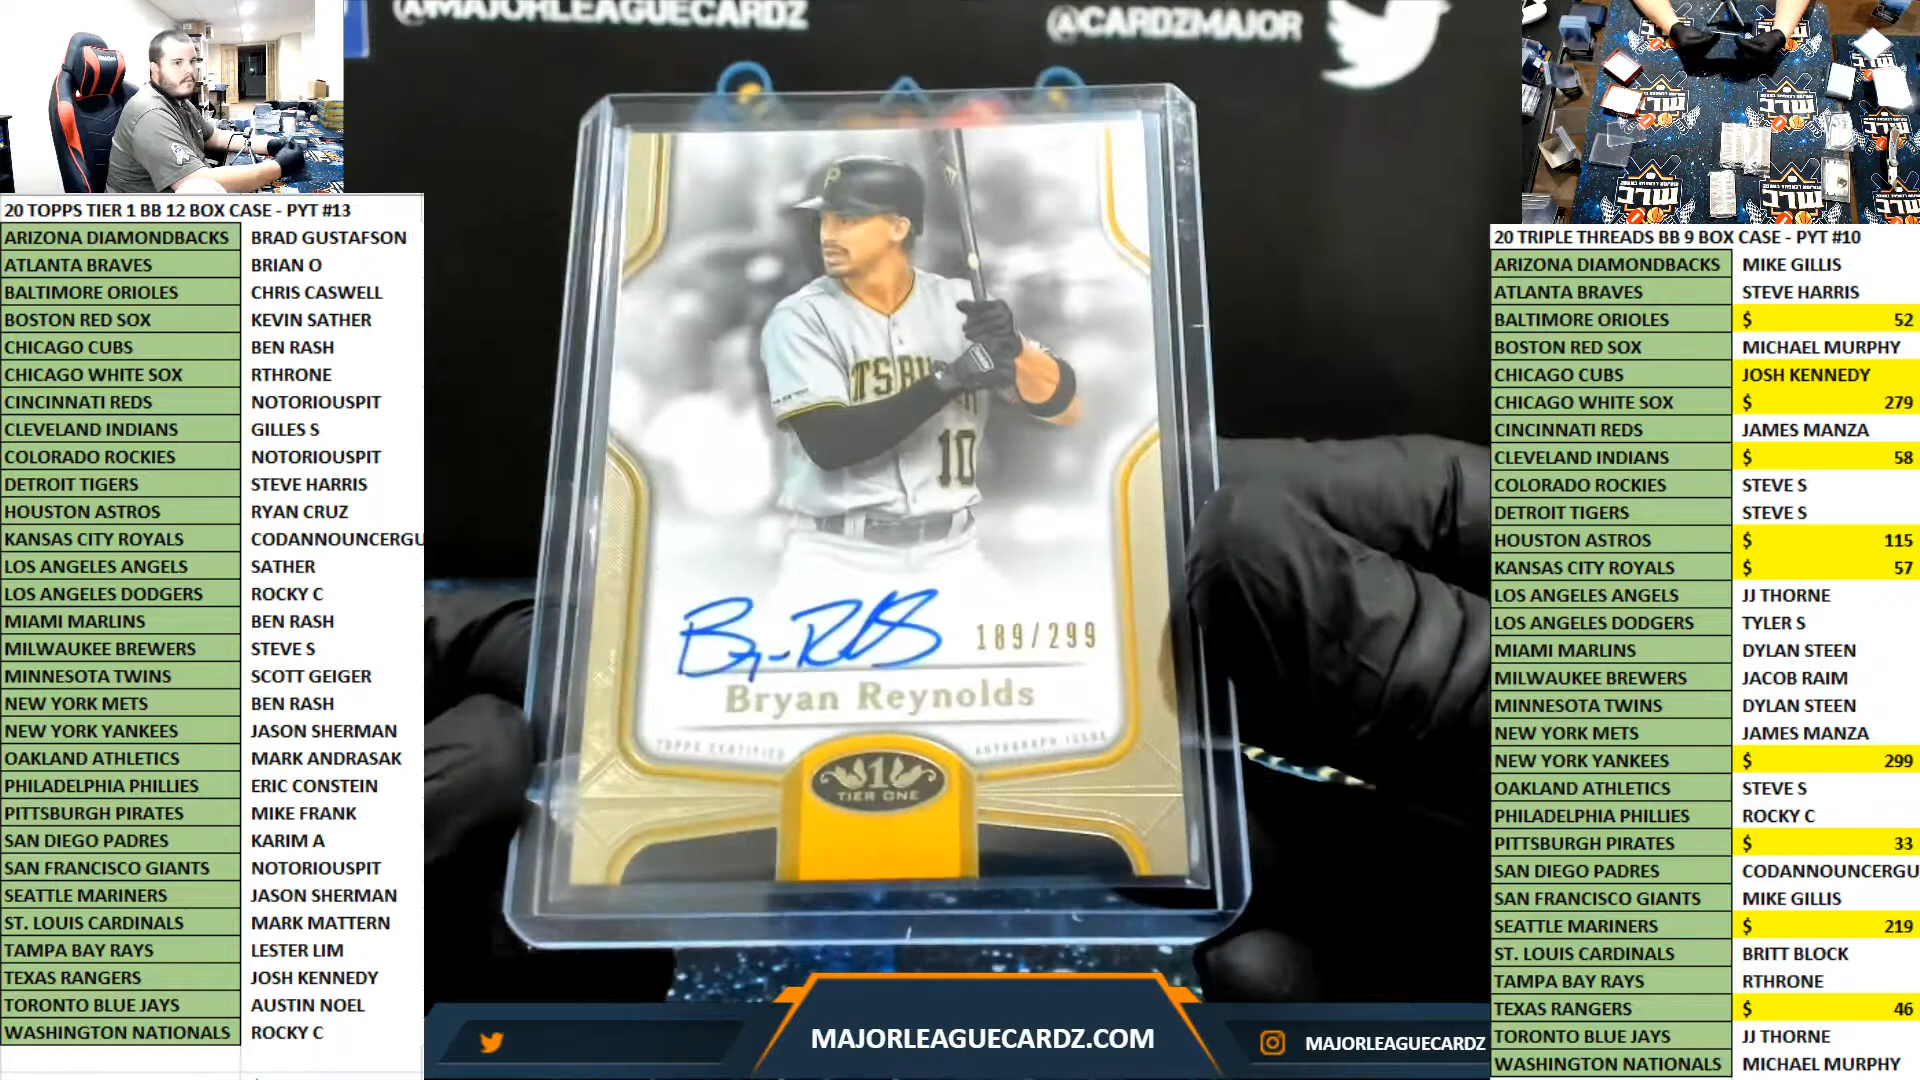 @MAJORLEAGUECARDZ
@CARDZMAJOR
20 TOPPS TIER 1 BB 12 BOX CASE - PYT #13
ARIZONA DIAMONDBACKS BRAD GUSTAFSON
ATLANTA BRAVES BRIAN O
BALTIMORE ORIOLES CHRIS CASWELL
BOSTON RED SOX KEVIN SATHER
CHICAGO CUBS BEN RASH
CHICAGO WHITE SOX RTHRONE
CINCINNATI REDS NOTORIOUSPIT
CLEVELAND INDIANS GILLES S
COLORADO ROCKIES NOTORIOUSPIT
DETROIT TIGERS STEVE HARRIS
HOUSTON ASTROS RYAN CRUZ
KANSAS CITY ROYALS CODANNOUNCERGU
LOS ANGELES ANGELS SATHER
LOS ANGELES DODGERS ROCKY C
MIAMI MARLINS BEN RASH
MILWAUKEE BREWERS STEVE S
MINNESOTA TWINS SCOTT GEIGER
NEW YORK METS BEN RASH
NEW YORK YANKEES JASON SHERMAN
OAKLAND ATHLETICS MARK ANDRASAK
PHILADELPHIA PHILLIES ERIC CONSTEIN
PITTSBURGH PIRATES MIKE FRANK
SAN DIEGO PADRES KARIM A
SAN FRANCISCO GIANTS NOTORIOUSPIT
SEATTLE MARINERS JASON SHERMAN
ST. LOUIS CARDINALS MARK MATTERN
TAMPA BAY RAYS LESTER LIM
TEXAS RANGERS JOSH KENNEDY
TORONTO BLUE JAYS AUSTIN NOEL
WASHINGTON NATIONALS ROCKY C
P
10
189/299
Bryan Reynolds
TOPPS CERTIFIED AUTOGRAPH ISSUE
1
TIER ONE
MAJORLEAGUECARDZ.COM
MAJORLEAGUECARDZ
20 TRIPLE THREADS BB 9 BOX CASE - PYT #10
ARIZONA DIAMONDBACKS MIKE GILLIS
ATLANTA BRAVES STEVE HARRIS
BALTIMORE ORIOLES $ 52
BOSTON RED SOX MICHAEL MURPHY
CHICAGO CUBS JOSH KENNEDY
CHICAGO WHITE SOX $ 279
CINCINNATI REDS JAMES MANZA
CLEVELAND INDIANS $ 58
COLORADO ROCKIES STEVE S
DETROIT TIGERS STEVE S
HOUSTON ASTROS $ 115
KANSAS CITY ROYALS $ 57
LOS ANGELES ANGELS JJ THORNE
LOS ANGELES DODGERS TYLER S
MIAMI MARLINS DYLAN STEEN
MILWAUKEE BREWERS JACOB RAIM
MINNESOTA TWINS DYLAN STEEN
NEW YORK METS JAMES MANZA
NEW YORK YANKEES $ 299
OAKLAND ATHLETICS STEVE S
PHILADELPHIA PHILLIES ROCKY C
PITTSBURGH PIRATES $ 33
SAN DIEGO PADRES CODANNOUNCERGU
SAN FRANCISCO GIANTS MIKE GILLIS
SEATTLE MARINERS $ 219
ST. LOUIS CARDINALS BRITT BLOCK
TAMPA BAY RAYS RTHRONE
TEXAS RANGERS $ 46
TORONTO BLUE JAYS JJ THORNE
WASHINGTON NATIONALS MICHAEL MURPHY